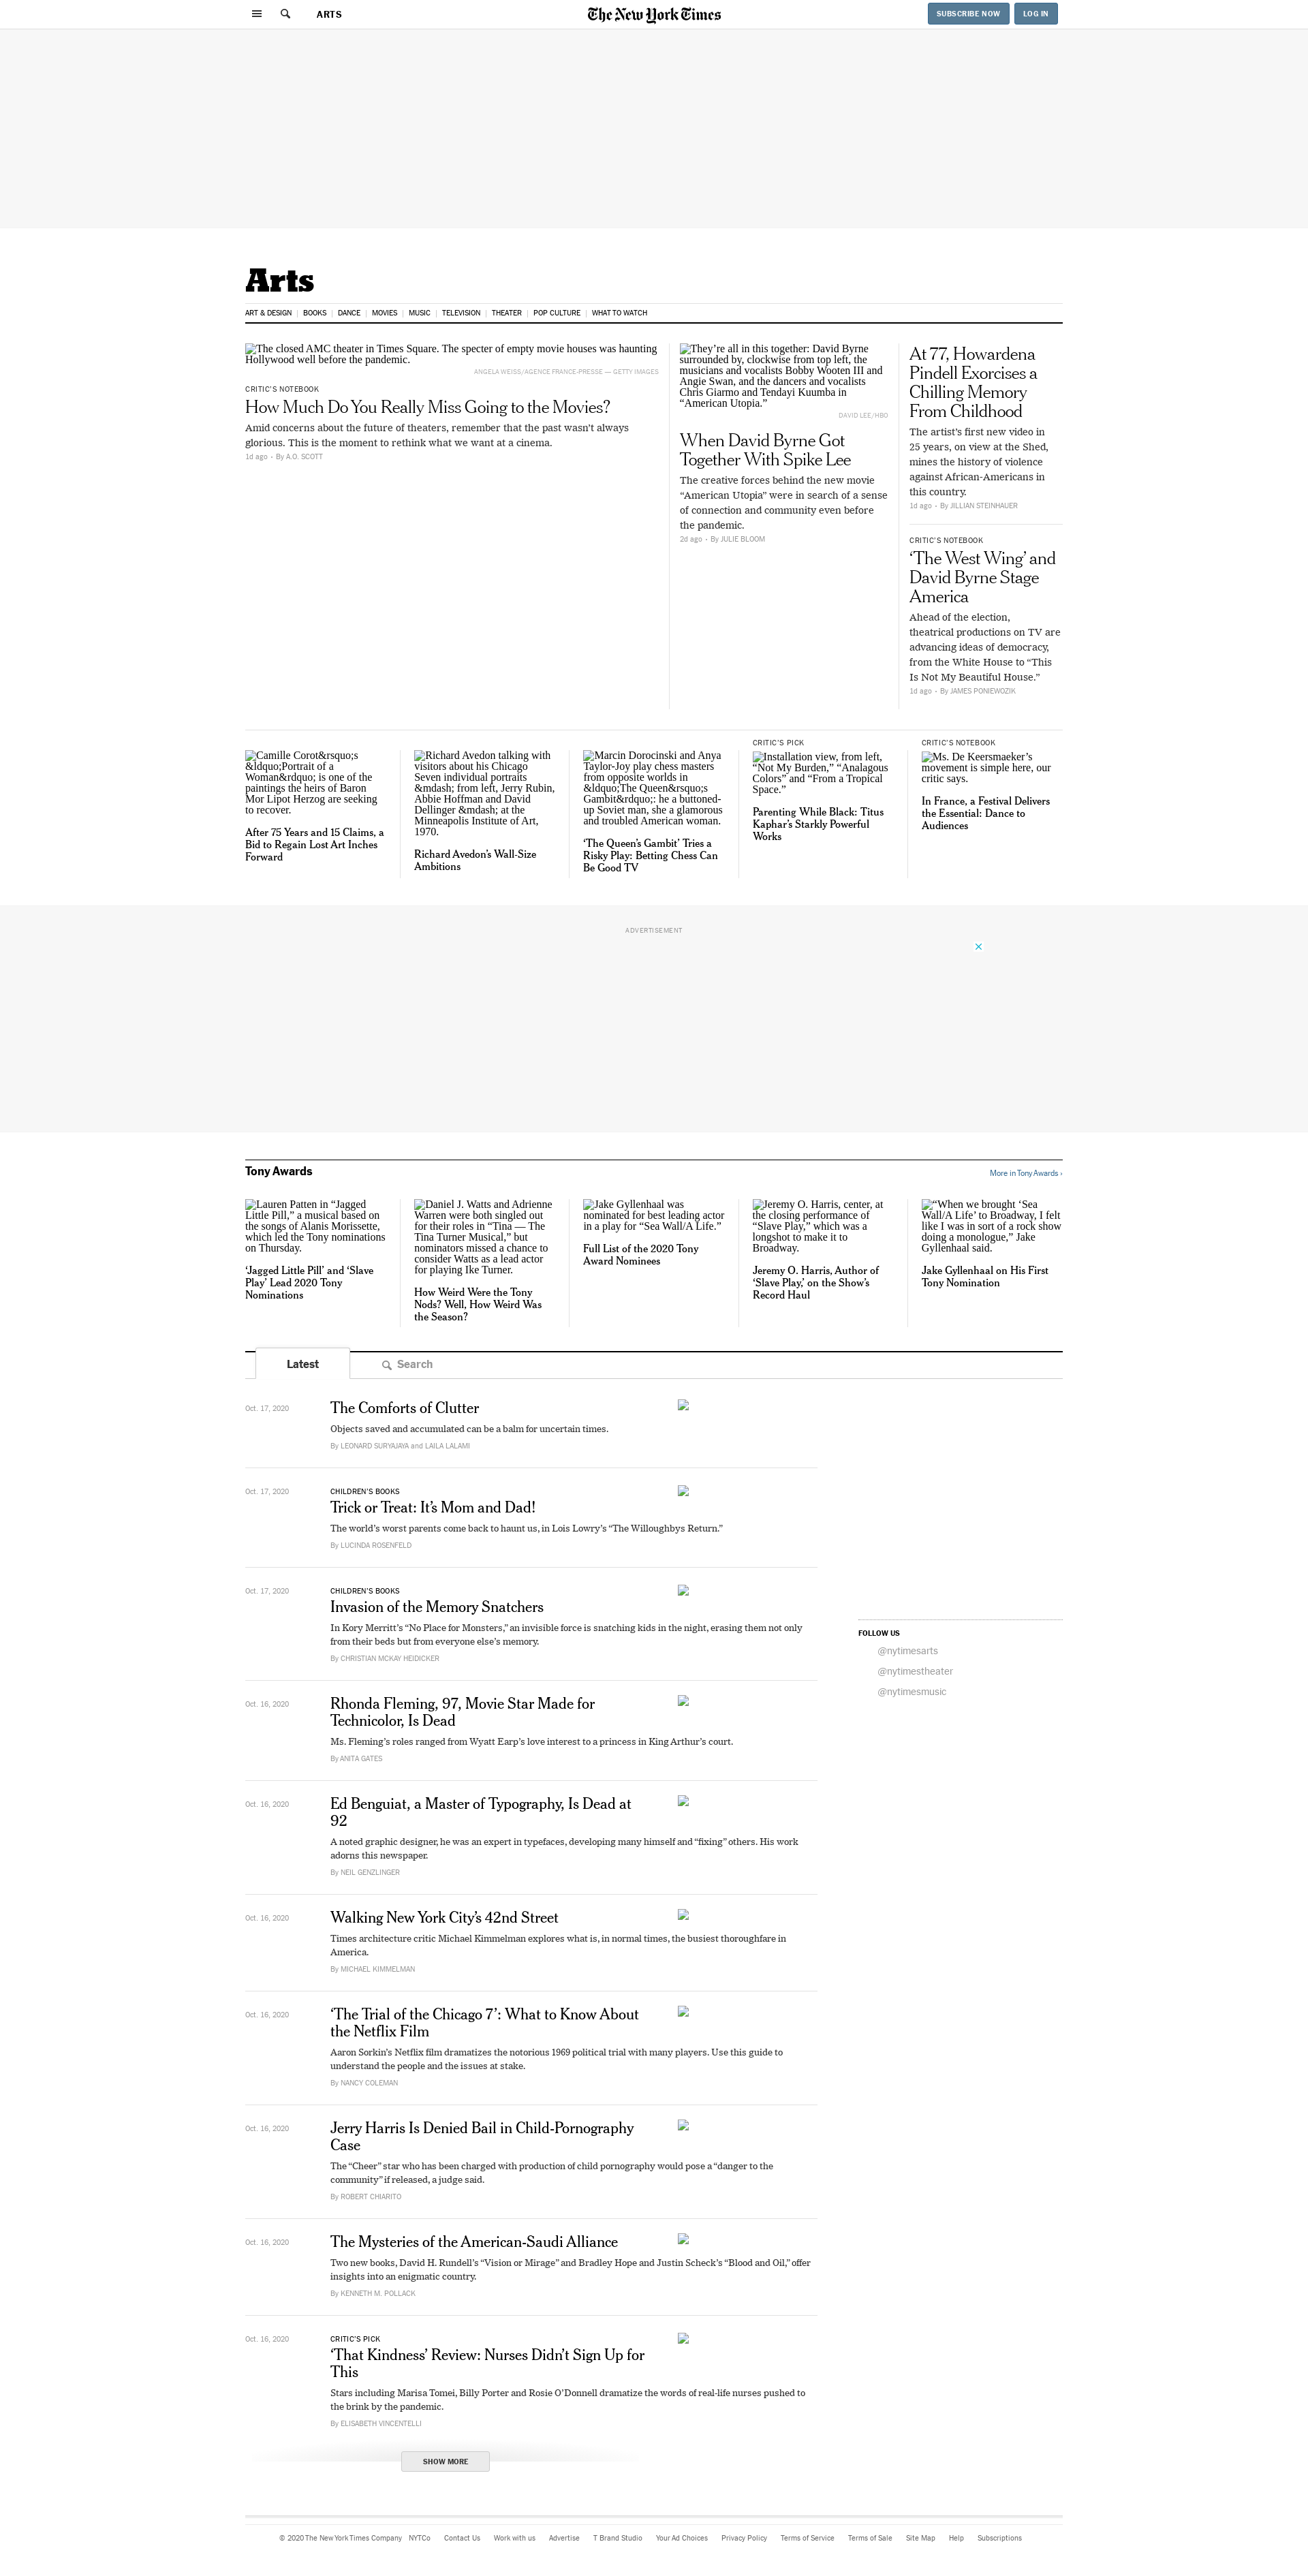 ARTS
The New York Times
SUBSCRIBE NOW
LOG IN
Arts
ART & DESIGN | BOOKS | DANCE | MOVIES | MUSIC | TELEVISION | THEATER | POP CULTURE | WHAT TO WATCH
The closed AMC theater in Times Square. The specter of empty movie houses was haunting
Hollywood well before the pandemic.
ANGELA WEISS/AGENCE FRANCE-PRESSE — GETTY IMAGES
CRITIC'S NOTEBOOK
How Much Do You Really Miss Going to the Movies?
Amid concerns about the future of theaters, remember that the past wasn’t always
glorious. This is the moment to rethink what we want at a cinema.
1d ago • By A.O. SCOTT
They’re all in this together: David Byrne
surrounded by, clockwise from top left, the
musicians and vocalists Bobby Wooten III and
Angie Swan, and the dancers and vocalists
Chris Giarmo and Tendayi Kuumba in
“American Utopia.”
DAVID LEE/HBO
When David Byrne Got
Together With Spike Lee
The creative forces behind the new movie
“American Utopia” were in search of a sense
of connection and community even before
the pandemic.
2d ago • By JULIE BLOOM
At 77, Howardena
Pindell Exorcises a
Chilling Memory
From Childhood
The artist’s first new video in
25 years, on view at the Shed,
mines the history of violence
against African-Americans in
this country.
1d ago • By JILLIAN STEINHAUER
CRITIC'S NOTEBOOK
‘The West Wing’ and
David Byrne Stage
America
Ahead of the election,
theatrical productions on TV are
advancing ideas of democracy,
from the White House to “This
Is Not My Beautiful House.”
1d ago • By JAMES PONIEWOZIK
Camille Corot&rsquo;s
&ldquo;Portrait of a
Woman&rdquo; is one of the
paintings the heirs of Baron
Mor Lipot Herzog are seeking
to recover.
After 75 Years and 15 Claims, a
Bid to Regain Lost Art Inches
Forward
Richard Avedon talking with
visitors about his Chicago
Seven individual portraits
&mdash; from left, Jerry Rubin,
Abbie Hoffman and David
Dellinger &mdash; at the
Minneapolis Institute of Art,
1970.
Richard Avedon’s Wall-Size
Ambitions
Marcin Dorocinski and Anya
Taylor-Joy play chess masters
from opposite worlds in
&ldquo;The Queen&rsquo;s
Gambit&rdquo;: he a buttoned-
up Soviet man, she a glamorous
and troubled American woman.
‘The Queen’s Gambit’ Tries a
Risky Play: Betting Chess Can
Be Good TV
CRITIC'S PICK
Installation view, from left,
“Not My Burden,” “Analagous
Colors” and “From a Tropical
Space.”
Parenting While Black: Titus
Kaphar’s Starkly Powerful
Works
CRITIC'S NOTEBOOK
Ms. De Keersmaeker’s
movement is simple here, our
critic says.
In France, a Festival Delivers
the Essential: Dance to
Audiences
ADVERTISEMENT
Tony Awards
More in Tony Awards ›
Lauren Patten in “Jagged
Little Pill,” a musical based on
the songs of Alanis Morissette,
which led the Tony nominations
on Thursday.
‘Jagged Little Pill’ and ‘Slave
Play’ Lead 2020 Tony
Nominations
Daniel J. Watts and Adrienne
Warren were both singled out
for their roles in “Tina — The
Tina Turner Musical,” but
nominators missed a chance to
consider Watts as a lead actor
for playing Ike Turner.
How Weird Were the Tony
Nods? Well, How Weird Was
the Season?
Jake Gyllenhaal was
nominated for best leading actor
in a play for “Sea Wall/A Life.”
Full List of the 2020 Tony
Award Nominees
Jeremy O. Harris, center, at
the closing performance of
“Slave Play,” which was a
longshot to make it to
Broadway.
Jeremy O. Harris, Author of
‘Slave Play,’ on the Show’s
Record Haul
“When we brought ‘Sea
Wall/A Life’ to Broadway, I felt
like I was in sort of a rock show
doing a monologue,” Jake
Gyllenhaal said.
Jake Gyllenhaal on His First
Tony Nomination
Latest
Search
Oct. 17, 2020
The Comforts of Clutter
Objects saved and accumulated can be a balm for uncertain times.
By LEONARD SURYAJAYA and LAILA LALAMI
Oct. 17, 2020
CHILDREN'S BOOKS
Trick or Treat: It’s Mom and Dad!
The world’s worst parents come back to haunt us, in Lois Lowry’s “The Willoughbys Return.”
By LUCINDA ROSENFELD
Oct. 17, 2020
CHILDREN'S BOOKS
Invasion of the Memory Snatchers
In Kory Merritt’s “No Place for Monsters,” an invisible force is snatching kids in the night, erasing them not only
from their beds but from everyone else’s memory.
By CHRISTIAN MCKAY HEIDICKER
FOLLOW US
@nytimesarts
@nytimestheater
@nytimesmusic
Oct. 16, 2020
Rhonda Fleming, 97, Movie Star Made for
Technicolor, Is Dead
Ms. Fleming’s roles ranged from Wyatt Earp’s love interest to a princess in King Arthur’s court.
By ANITA GATES
Oct. 16, 2020
Ed Benguiat, a Master of Typography, Is Dead at
92
A noted graphic designer, he was an expert in typefaces, developing many himself and “fixing” others. His work
adorns this newspaper.
By NEIL GENZLINGER
Oct. 16, 2020
Walking New York City’s 42nd Street
Times architecture critic Michael Kimmelman explores what is, in normal times, the busiest thoroughfare in
America.
By MICHAEL KIMMELMAN
Oct. 16, 2020
‘The Trial of the Chicago 7’: What to Know About
the Netflix Film
Aaron Sorkin’s Netflix film dramatizes the notorious 1969 political trial with many players. Use this guide to
understand the people and the issues at stake.
By NANCY COLEMAN
Oct. 16, 2020
Jerry Harris Is Denied Bail in Child-Pornography
Case
The “Cheer” star who has been charged with production of child pornography would pose a “danger to the
community” if released, a judge said.
By ROBERT CHIARITO
Oct. 16, 2020
The Mysteries of the American-Saudi Alliance
Two new books, David H. Rundell’s “Vision or Mirage” and Bradley Hope and Justin Scheck’s “Blood and Oil,” offer
insights into an enigmatic country.
By KENNETH M. POLLACK
Oct. 16, 2020
CRITIC'S PICK
‘That Kindness’ Review: Nurses Didn’t Sign Up for
This
Stars including Marisa Tomei, Billy Porter and Rosie O’Donnell dramatize the words of real-life nurses pushed to
the brink by the pandemic.
By ELISABETH VINCENTELLI
SHOW MORE
© 2020 The New York Times Company NYTCo Contact Us Work with us Advertise T Brand Studio Your Ad Choices Privacy Policy Terms of Service Terms of Sale Site Map Help Subscriptions